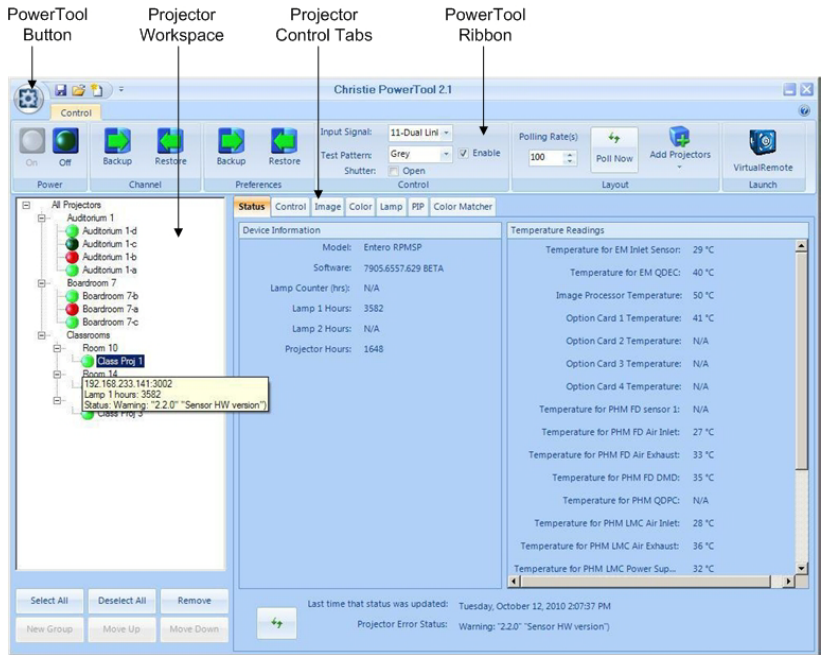 PowerTool Button
Projector Workspace
Projector Control Tabs
PowerTool Ribbon
Christie PowerTool 2.1
Control
On
Off
Backup
Restore
Backup
Restore
Input Signal: 11-Dual Linl
Test Pattern: Grey
Enable
Shutter: Open
Polling Rate(s)
100
Poll Now
Add Projectors
VirtualRemote
Power
Channel
Preferences
Control
Layout
Launch
All Projectors
Auditorium 1
Auditorium 1-d
Auditorium 1-c
Auditorium 1-b
Auditorium 1-a
Boardroom 7
Boardroom 7-b
Boardroom 7-a
Boardroom 7-c
Classrooms
Room 10
Class Proj 1
Room 14
192.168.233.141:3002
Lamp 1 hours: 3582
Status: Warning: "2.2.0" "Sensor HW version")
Class Proj 3
Select All
Deselect All
Remove
New Group
Move Up
Move Down
Status
Control
Image
Color
Lamp
PIP
Color Matcher
Device Information
Model: Entero RPMSP
Software: 7905.6557.629 BETA
Lamp Counter (hrs): N/A
Lamp 1 Hours: 3582
Lamp 2 Hours: N/A
Projector Hours: 1648
Temperature Readings
Temperature for EM Inlet Sensor: 29 °C
Temperature for EM QDEC: 40 °C
Image Processor Temperature: 50 °C
Option Card 1 Temperature: 41 °C
Option Card 2 Temperature: N/A
Option Card 3 Temperature: N/A
Option Card 4 Temperature: N/A
Temperature for PHM FD sensor 1: N/A
Temperature for PHM FD Air Inlet: 27 °C
Temperature for PHM FD Air Exhaust: 33 °C
Temperature for PHM FD DMD: 35 °C
Temperature for PHM QDPC: N/A
Temperature for PHM LMC Air Inlet: 28 °C
Temperature for PHM LMC Air Exhaust: 36 °C
Temperature for PHM LMC Power Sup... 32 °C
Last time that status was updated: Tuesday, October 12, 2010 2:07:37 PM
Projector Error Status: Warning: "2.2.0" "Sensor HW version")